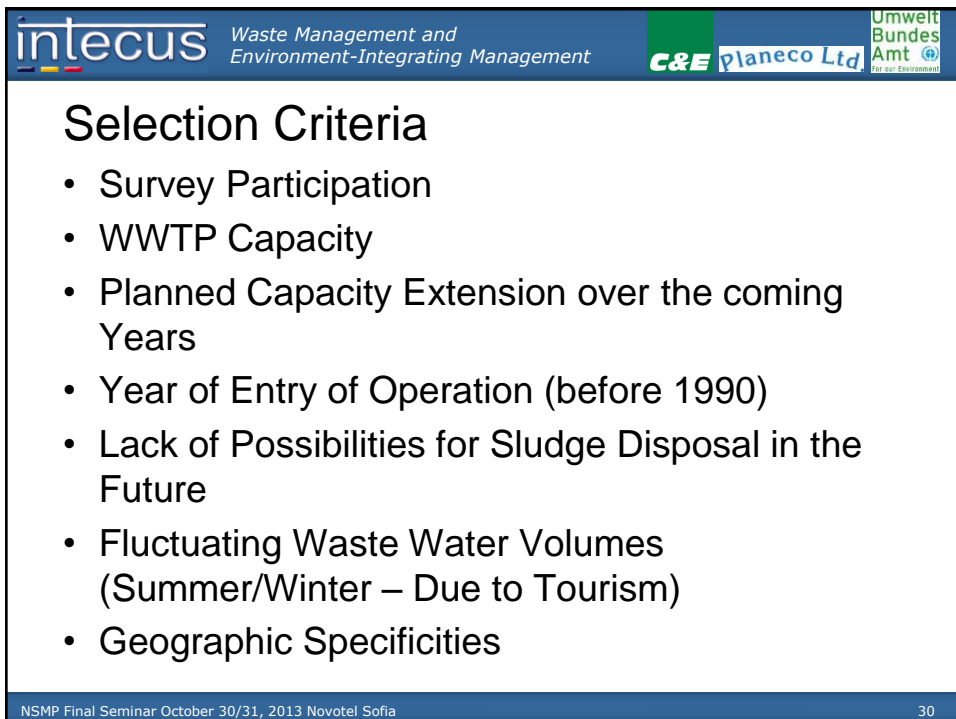 intecus
Waste Management and
Environment-Integrating Management
C&E
Planeco Ltd.
Umwelt
Bundes
Amt
For our Environment
Selection Criteria
• Survey Participation
• WWTP Capacity
• Planned Capacity Extension over the coming
Years
• Year of Entry of Operation (before 1990)
• Lack of Possibilities for Sludge Disposal in the
Future
• Fluctuating Waste Water Volumes
(Summer/Winter – Due to Tourism)
• Geographic Specificities
NSMP Final Seminar October 30/31, 2013 Novotel Sofia
30